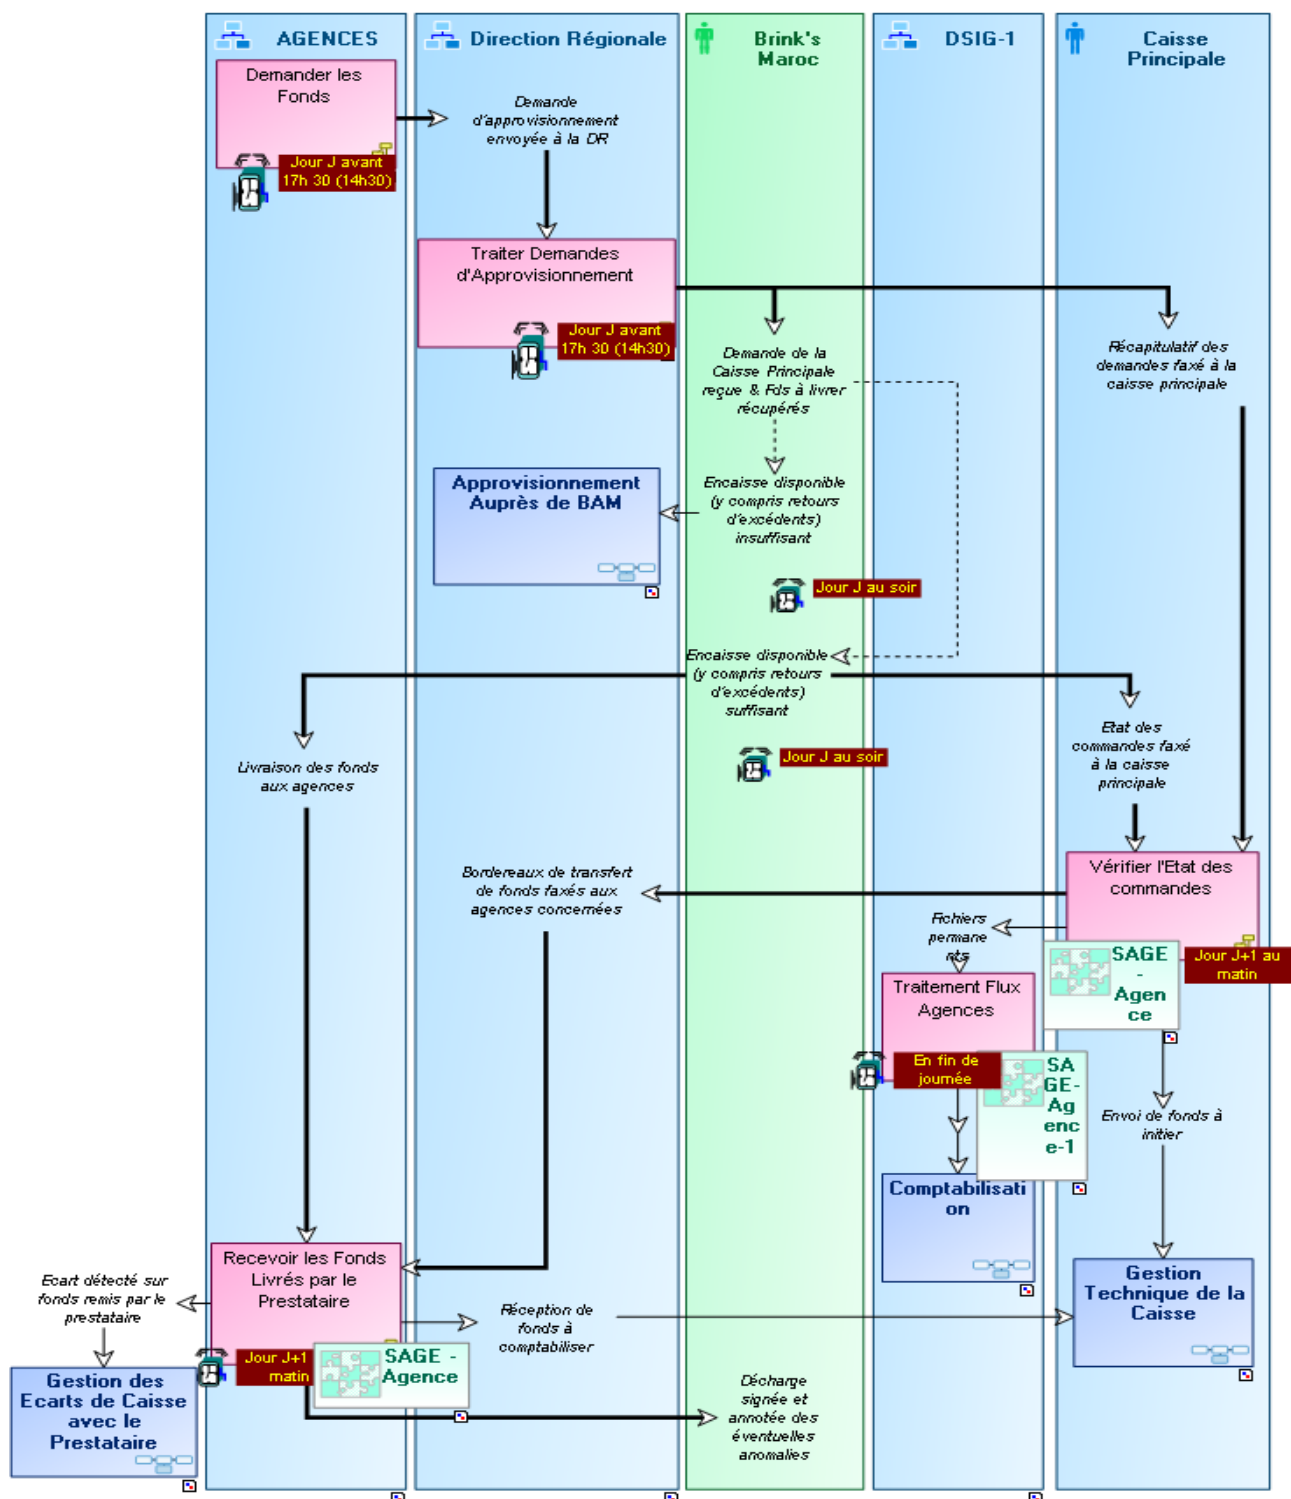 AGENCES
Direction Régionale
Brink's
Maroc
DSIG-1
Caisse
Principale
Demander les
Fonds
Jour J avant
17h 30 (14h30)
Demande
d'approvisionnement
envoyée à la DR
Traiter Demandes
d'Approvisionnement
Jour J avant
17h 30 (14h30)
Demande de la
Caisse Principale
reçue & Fds à livrer
récupérés
Récapitulatif des
demandes faxé à la
caisse principale
Approvisionnement
Auprès de BAM
Encaisse disponible
(y compris retours
d'excédents)
insuffisant
Jour J au soir
Encaisse disponible
(y compris retours
d'excédents)
suffisant
Jour J au soir
Livraison des fonds
aux agences
Etat des
commandes faxé
à la caisse
principale
Vérifier l'Etat des
commandes
Jour J+1 au
matin
SAGE
-
Agen
ce
Bordereaux de transfert
de fonds faxés aux
agences concernées
Fichiers
permane
nts
Traitement Flux
Agences
En fin de
journée
SA
GE-
Ag
enc
e-1
Envoi de fonds à
initier
Comptabilisati
on
Gestion
Technique de la
Caisse
Recevoir les Fonds
Livrés par le
Prestataire
Jour J+1
matin
SAGE -
Agence
Ecart détecté sur
fonds remis par le
prestataire
Réception de
fonds à
comptabiliser
Gestion des
Ecarts de Caisse
avec le
Prestataire
Décharge
signée et
annotée des
éventuelles
anomalies